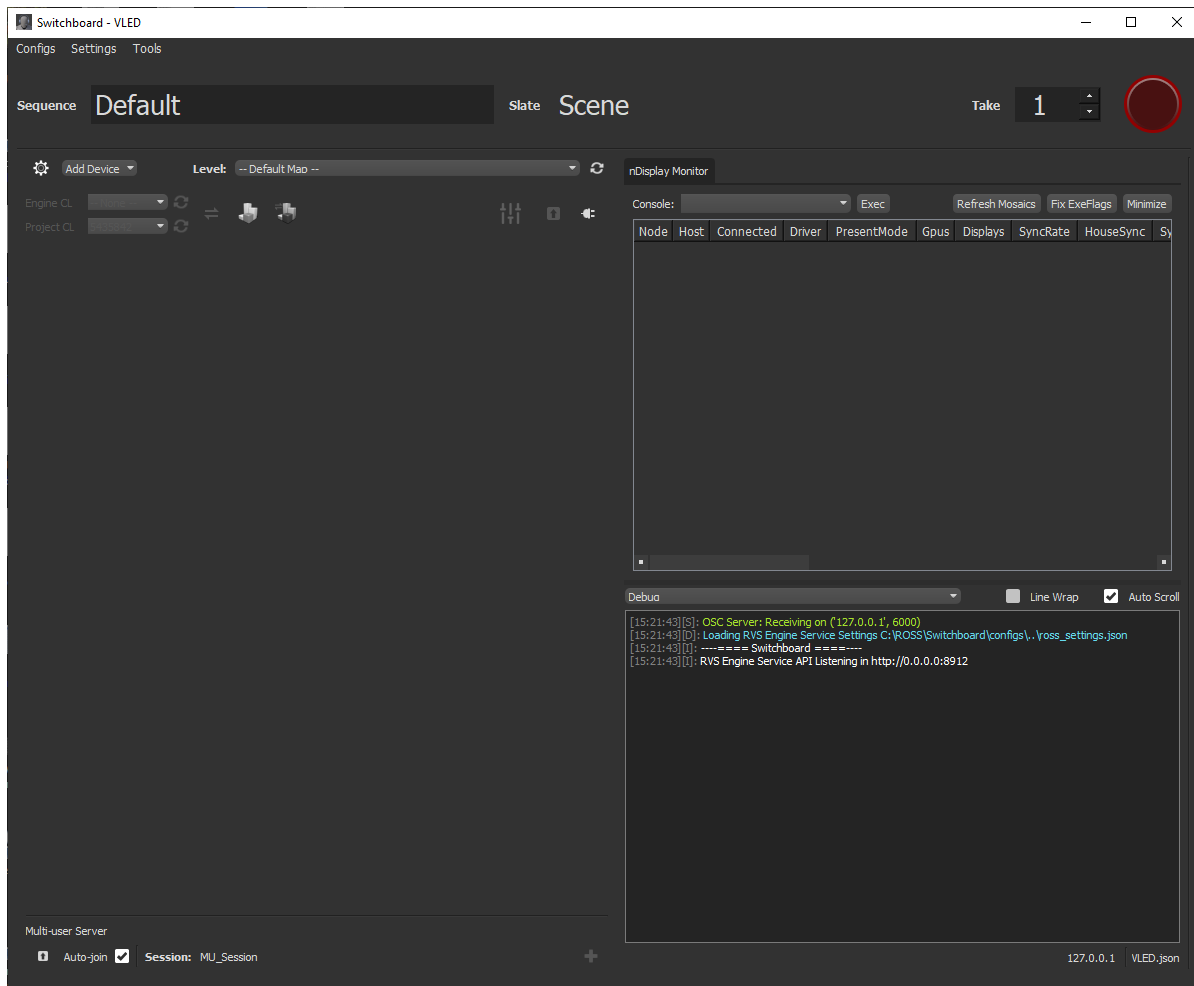 Switchboard - VLED
Configs Settings Tools
Sequence Default Slate Scene Take 1
Add Device Level: -- Default Map --
nDisplay Monitor
Engine CL
Project CL
Console: Exec Refresh Mosaics Fix ExeFlags Minimize
Node Host Connected Driver PresentMode Gpus Displays SyncRate HouseSync Sy
Debug Line Wrap Auto Scroll
[15:21:43][S]: OSC Server: Receiving on ('127.0.0.1', 6000)
[15:21:43][D]: Loading RVS Engine Service Settings C:\ROSS\Switchboard\configs\..\ross_settings.json
[15:21:43][I]: ----==== Switchboard ====----
[15:21:43][I]: RVS Engine Service API Listening in http://0.0.0.0:8912
Multi-user Server
Auto-join Session: MU_Session
127.0.0.1 VLED.json